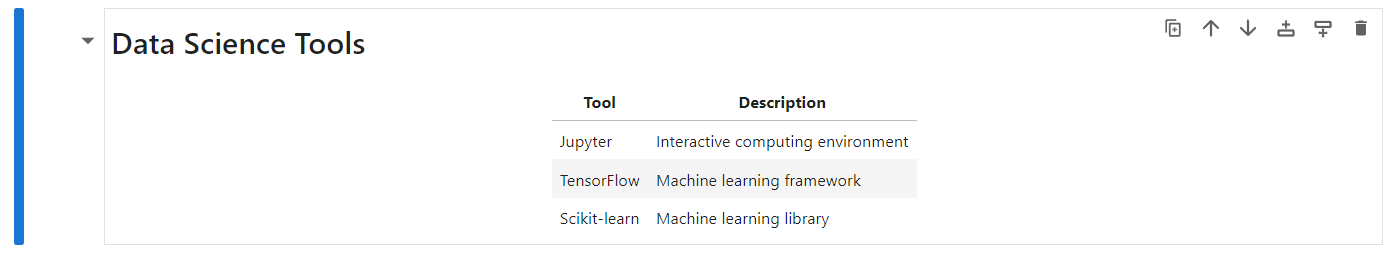 Data Science Tools
Tool Description
Jupyter Interactive computing environment
TensorFlow Machine learning framework
Scikit-learn Machine learning library